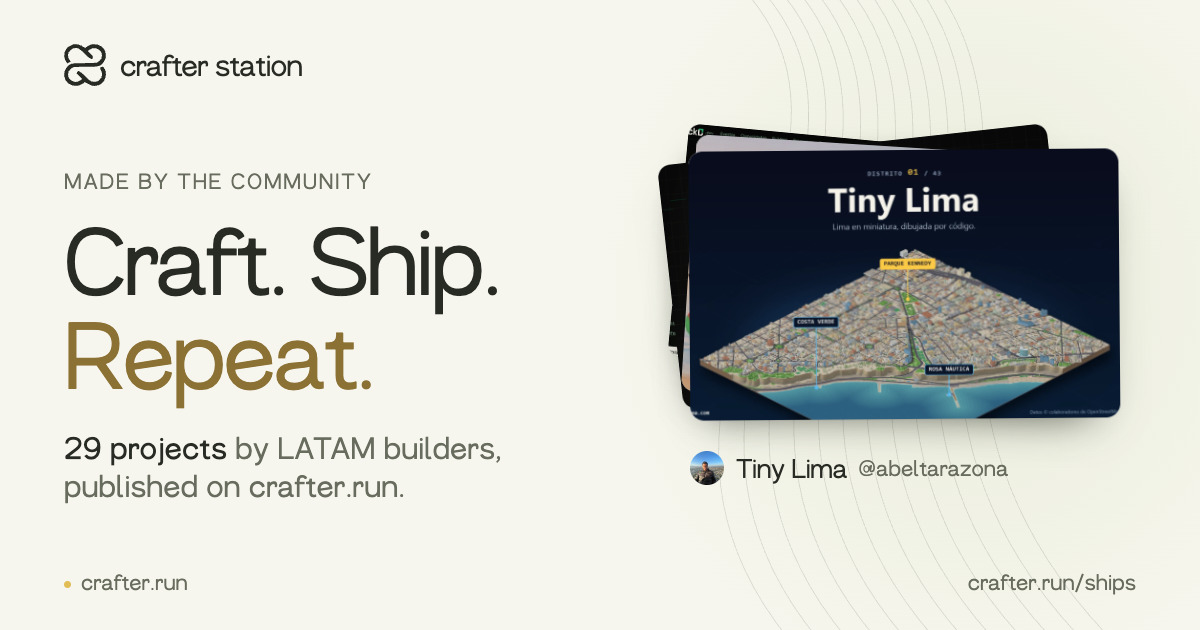 crafter station
MADE BY THE COMMUNITY
Craft. Ship.
Repeat.
29 projects by LATAM builders,
published on crafter.run.
DISTRITO 01 / 43
Tiny Lima
Lima en miniatura, dibujada por código.
PARQUE KENNEDY
COSTA VERDE
ROSA NÁUTICA
Tiny Lima @abeltarazona
crafter.run
crafter.run/ships